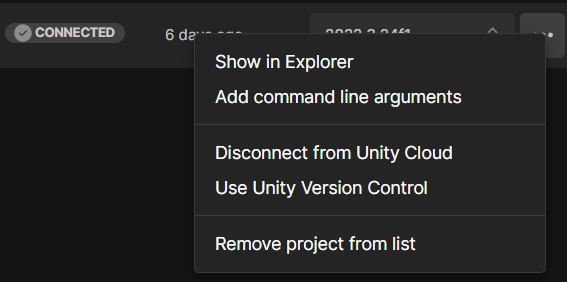 CONNECTED
6 days ago
Show in Explorer
Add command line arguments
Disconnect from Unity Cloud
Use Unity Version Control
Remove project from list